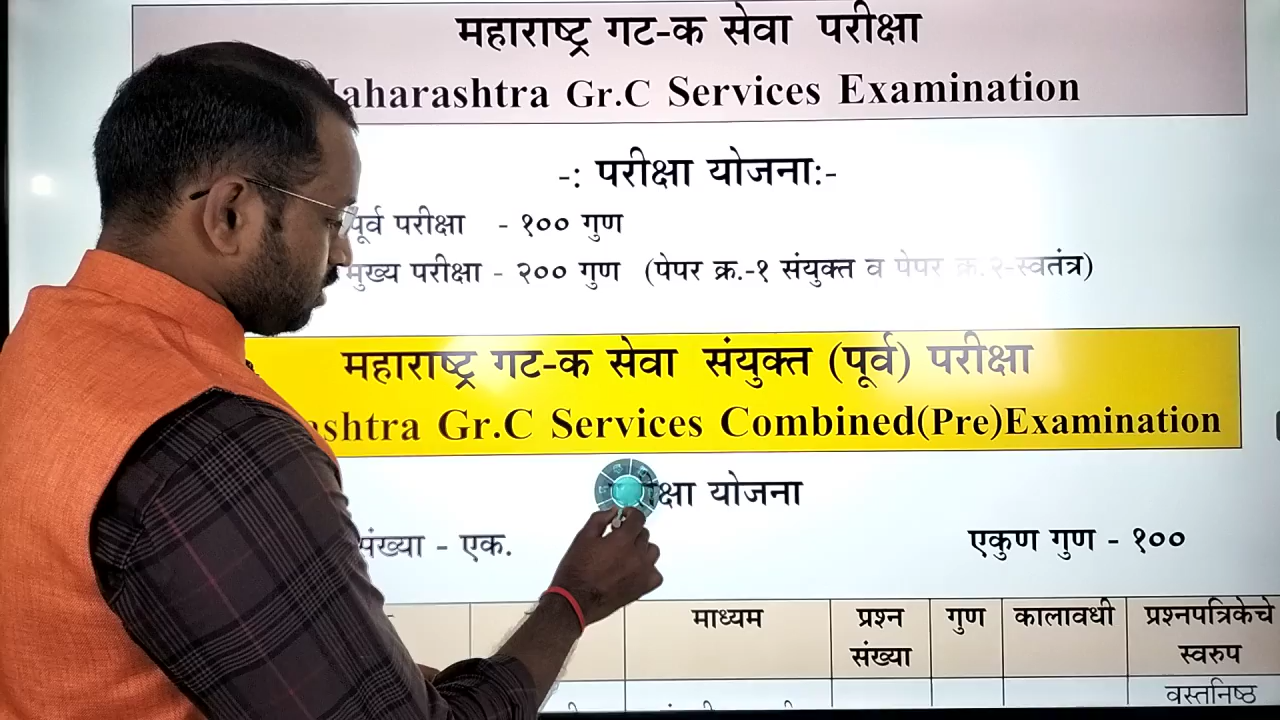 महाराष्ट्र गट-क सेवा परीक्षा
aharashtra Gr.C Services Examination
-: परीक्षा योजना:-
पूर्व परीक्षा - १०० गुण
मुख्य परीक्षा - २०० गुण (पेपर क्र.-१ संयुक्त व पेपर क्र.२-स्वतंत्र)
महाराष्ट्र गट-क सेवा संयुक्त (पूर्व) परीक्षा
ashtra Gr.C Services Combined(Pre)Examination
क्षा योजना
संख्या - एक. एकुण गुण - १००
माध्यम प्रश्न संख्या गुण कालावधी प्रश्नपत्रिकेचे स्वरुप
वस्तनिष्ठ